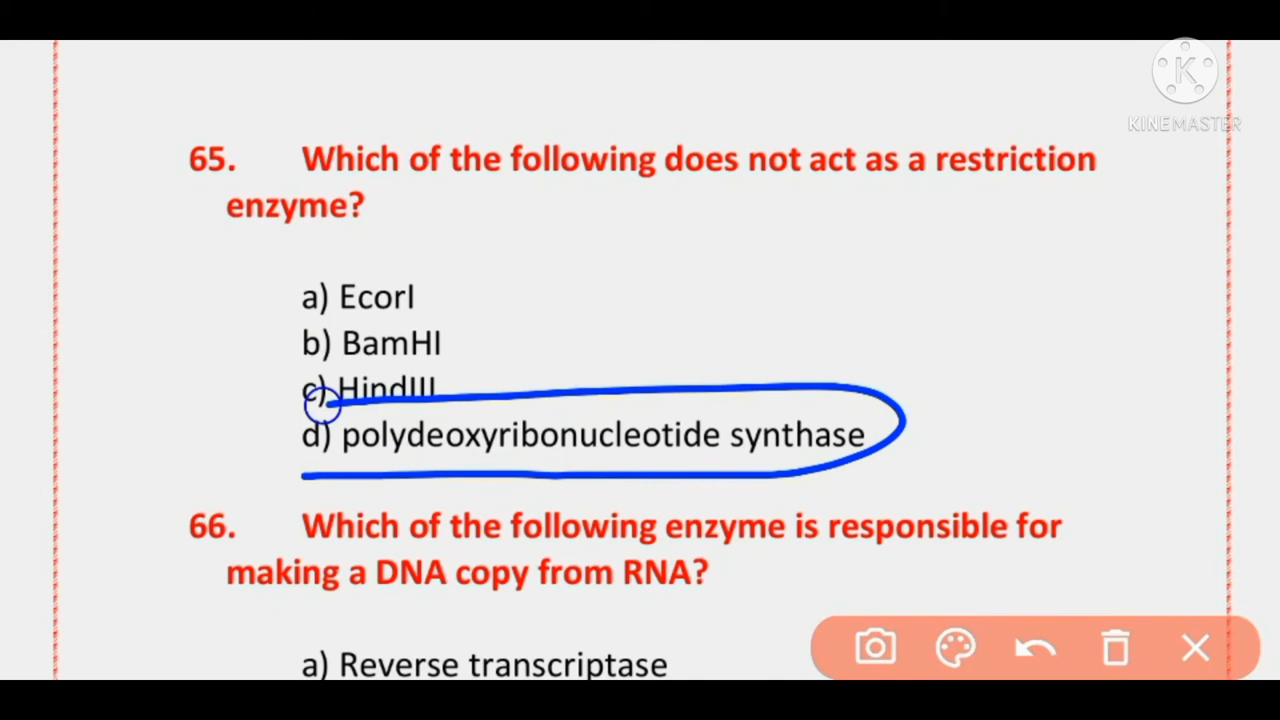 KINEMASTER
65. Which of the following does not act as a restriction
enzyme?
a) EcorI
b) BamHI
c) HindIII
d) polydeoxyribonucleotide synthase
66. Which of the following enzyme is responsible for
making a DNA copy from RNA?
a) Reverse transcriptase